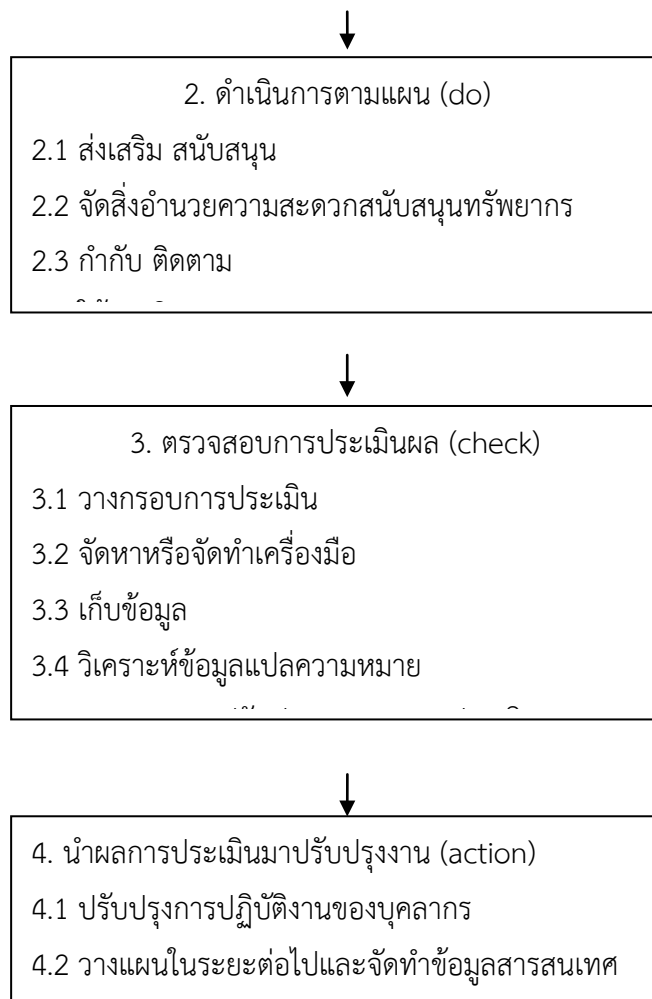 2. ดำเนินการตามแผน (do)
2.1 ส่งเสริม สนับสนุน
2.2 จัดสิ่งอำนวยความสะดวกสนับสนุนทรัพยากร
2.3 กำกับ ติดตาม
3. ตรวจสอบการประเมินผล (check)
3.1 วางกรอบการประเมิน
3.2 จัดหาหรือจัดทำเครื่องมือ
3.3 เก็บข้อมูล
3.4 วิเคราะห์ข้อมูลแปลความหมาย
4. นำผลการประเมินมาปรับปรุงงาน (action)
4.1 ปรับปรุงการปฏิบัติงานของบุคลากร
4.2 วางแผนในระยะต่อไปและจัดทำข้อมูลสารสนเทศ